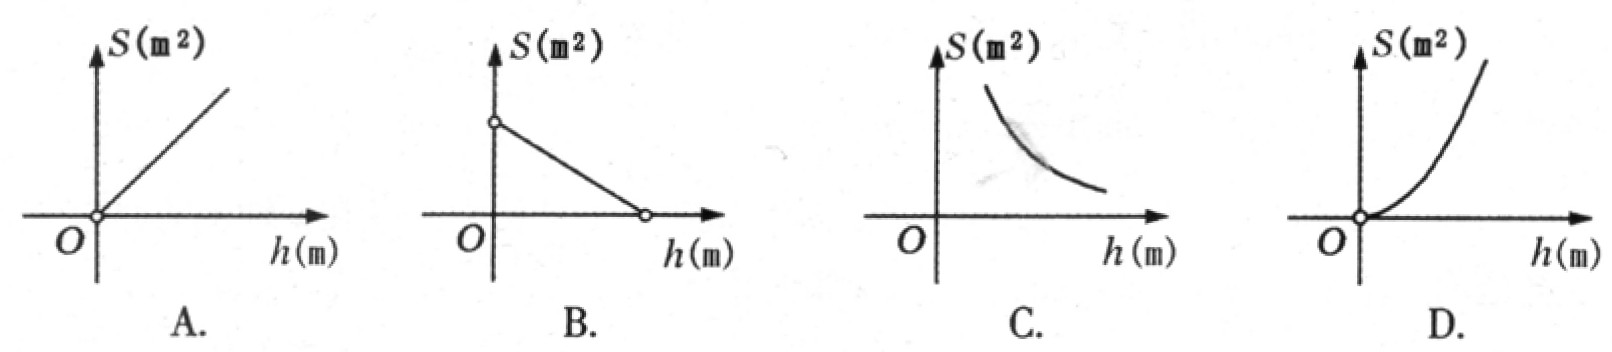 S(m²) S(m²) S(m²) S(m²)
O h(m) O h(m) O h(m) O h(m)
A. B. C. D.